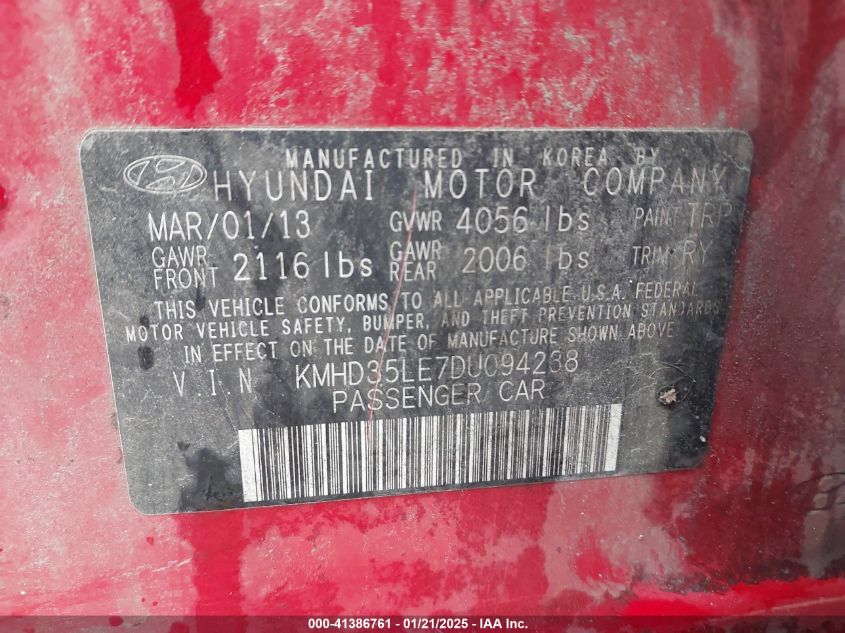 MANUFACTURED IN KOREA BY
HYUNDAI MOTOR COMPANY
MAR/01/13 GVWR 4056 lbs PAINT TRP
GAWR FRONT 2116 lbs GAWR REAR 2006 lbs TRIM RY
THIS VEHICLE CONFORMS TO ALL APPLICABLE U.S.A. FEDERAL
MOTOR VEHICLE SAFETY, BUMPER, AND THEFT PREVENTION STANDARDS
IN EFFECT ON THE DATE OF MANUFACTURE SHOWN ABOVE
VIN KMHD35LE7DU094238
PASSENGER CAR
000-41386761 - 01/21/2025 - IAA Inc.